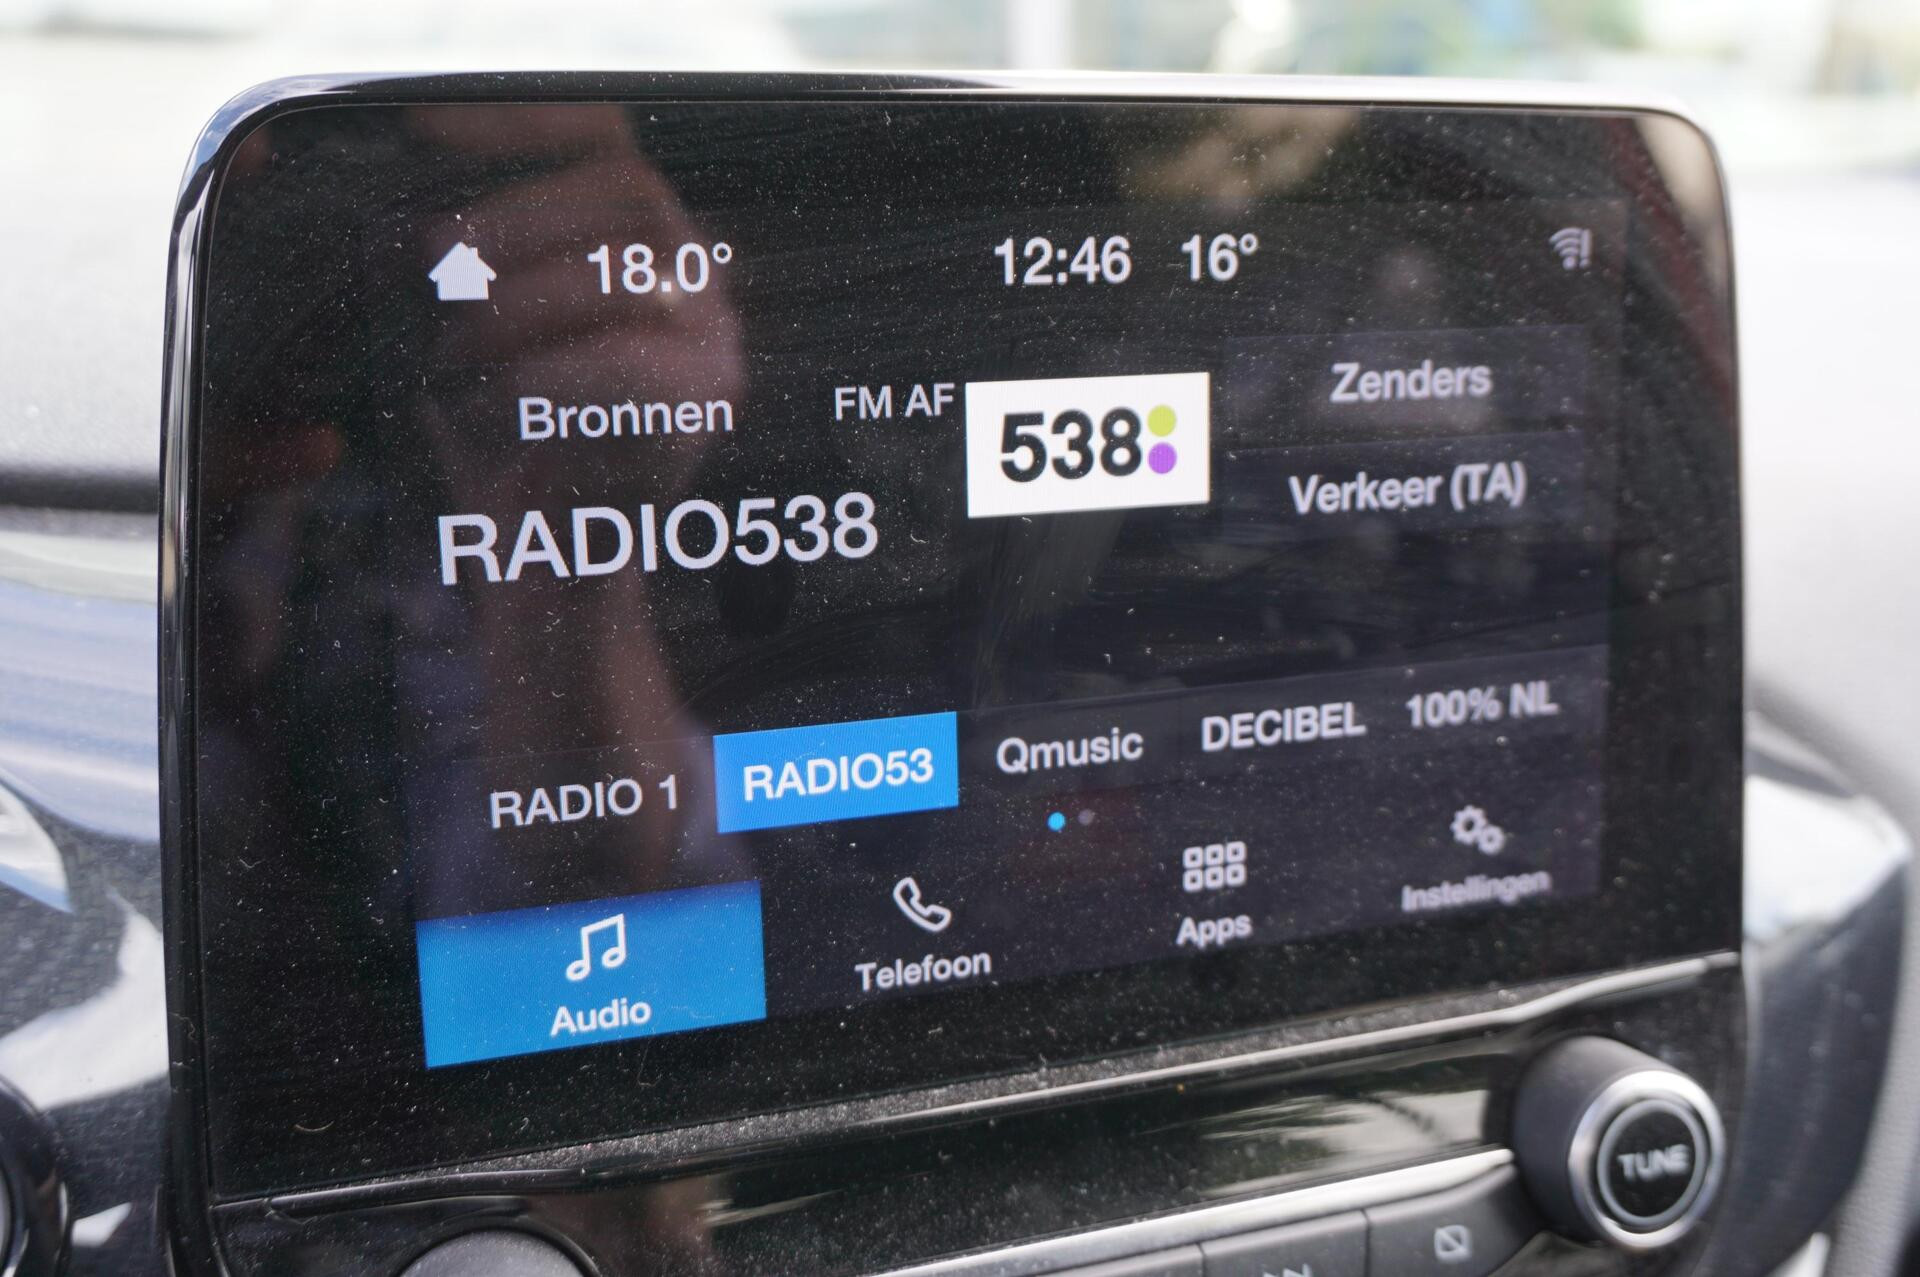 18.0° 12:46 16°
Bronnen FM AF 538 Zenders
RADIO538 Verkeer (TA)
RADIO 1 RADIO53 Qmusic DECIBEL 100% NL
Audio Telefoon Apps Instellingen
TUNE